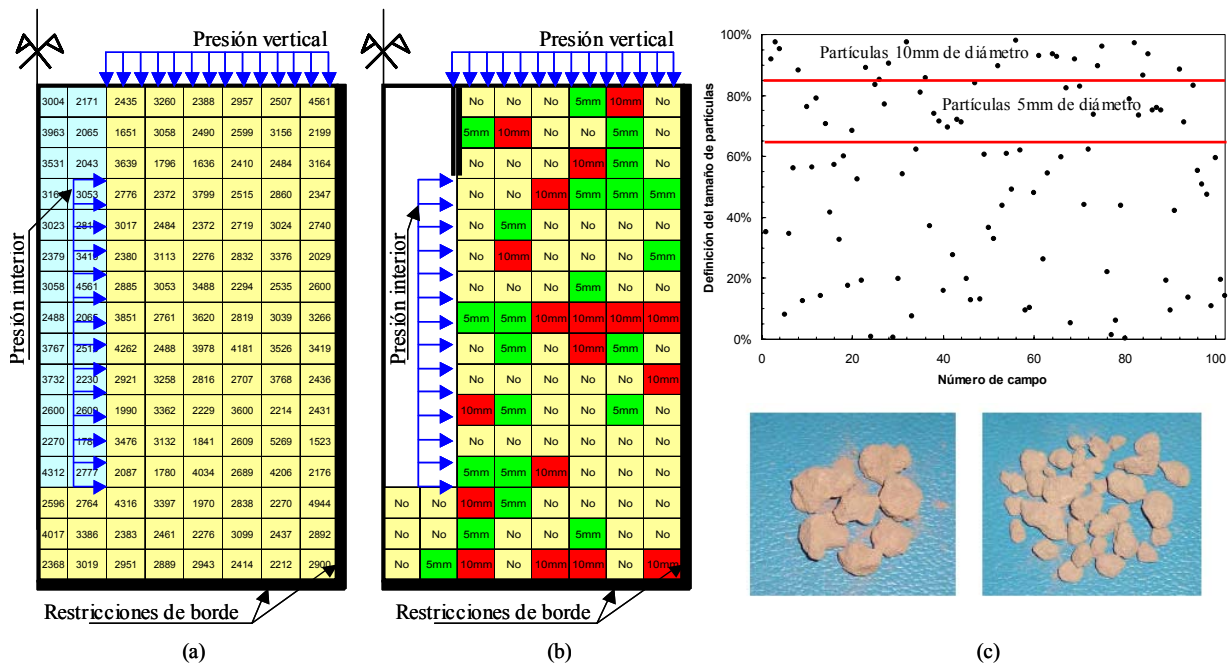 Presión vertical
3004 2171 2435 3260 2388 2957 2507 4561
3963 2065 1651 3058 2490 2599 3156 2199
3531 2043 3639 1796 1636 2410 2484 3164
3053 2776 2372 3799 2515 2860 2347
3023 3017 2484 2372 2719 3024 2740
2379 3419 2380 3113 2276 2832 3376 2029
3058 4561 2885 3053 3488 2294 2535 2600
2488 2065 3851 2761 3620 2819 3039 3266
3767 4262 2488 3978 4181 3526 3419
3732 2230 2921 3258 2816 2707 3768 2436
2600 2609 1990 3362 2229 3600 2214 2431
2270 3476 3132 1841 2609 5269 1523
4312 2777 2087 1780 4034 2689 4206 2176
2596 2764 4316 3397 1970 2838 2270 4944
4017 3386 2383 2461 2276 3099 2437 2892
2368 3019 2951 2889 2943 2414 2212 2900
Presión interior
Restricciones de borde
(a)
Presión vertical
No No No 5mm 10mm No
5mm 10mm No No 5mm No
No No No 10mm 5mm No
No No 10mm 5mm 5mm 5mm
No 5mm No No No No
No 10mm No No No 5mm
No No No 5mm No No
5mm 5mm 10mm 10mm 10mm 10mm
No 5mm No 10mm 5mm No
No No No No No 10mm
10mm 5mm No No 5mm No
No No No No No No
5mm 5mm 10mm No No No
No No 10mm 5mm No No No No
No No No 5mm No 5mm No No
No 5mm 10mm No 10mm 10mm No 10mm
Presión interior
Restricciones de borde
(b)
Definición del tamaño de partículas
100%
80%
60%
40%
20%
0%
Partículas 10mm de diámetro
Partículas 5mm de diámetro
0 20 40 60 80 100
Número de campo
(c)